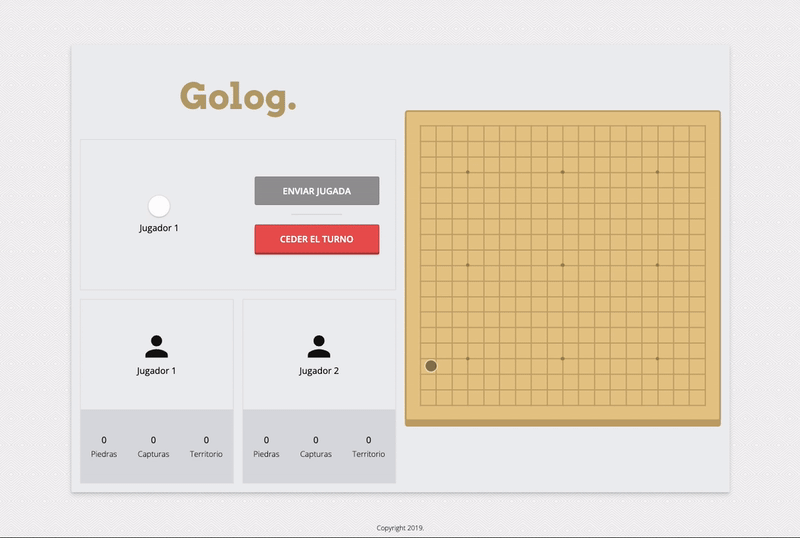 Golog.
Jugador 1
ENVIAR JUGADA
CEDER EL TURNO
Jugador 1
0 0 0
Piedras Capturas Territorio
Jugador 2
0 0 0
Piedras Capturas Territorio
Copyright 2019.